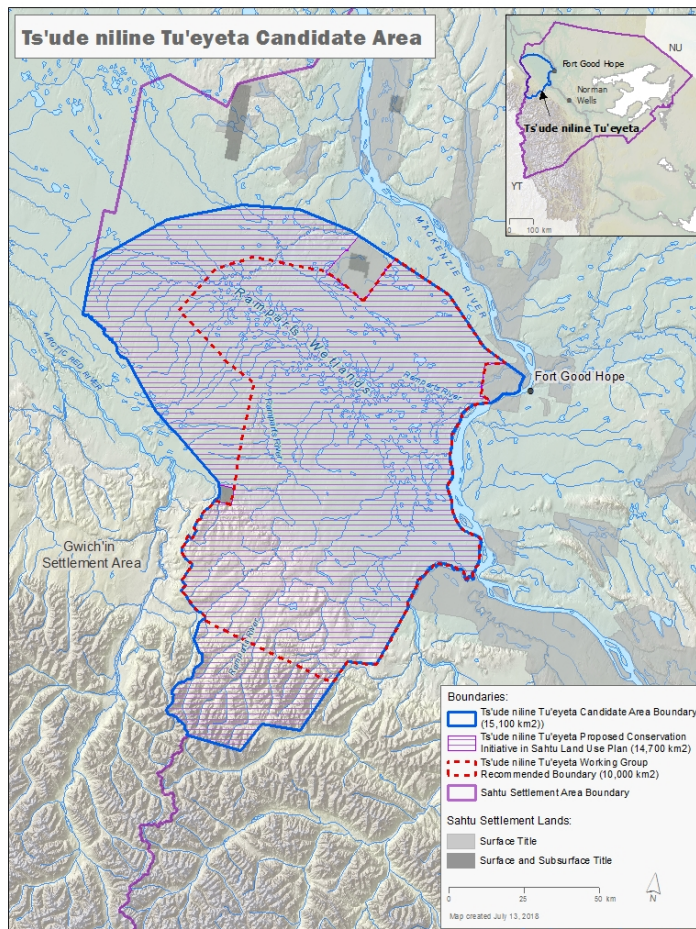 Ts'ude niline Tu'eyeta Candidate Area
NU
Fort Good Hope
Norman
Wells
Ts'ude niline Tu'eyeta
YT
0 100 km
MACKENZIE RIVER
Ramparts Wetlands
ARCTIC RED RIVER
Ramparts River
Fort Good Hope
Ramparts River
Gwich'in
Settlement Area
Ramparts River
Boundaries:
Ts'ude niline Tu'eyeta Candidate Area Boundary
(15,100 km2))
Ts'ude niline Tu'eyeta Proposed Conservation
Initiative in Sahtu Land Use Plan (14,700 km2)
Ts'ude niline Tu'eyeta Working Group
Recommended Boundary (10,000 km2)
Sahtu Settlement Area Boundary
Sahtu Settlement Lands:
Surface Title
Surface and Subsurface Title
0 25 50 km
N
Map created July 13, 2018